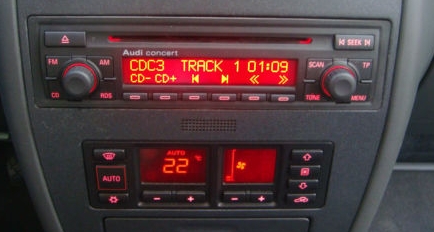 SEEK
Audi concert
FM AM
CDC3 TRACK 1 01:09
SCAN TP
CD- CD+
CD RDS
TONE MENU
AUTO
22 °C
AUTO
- +
- +